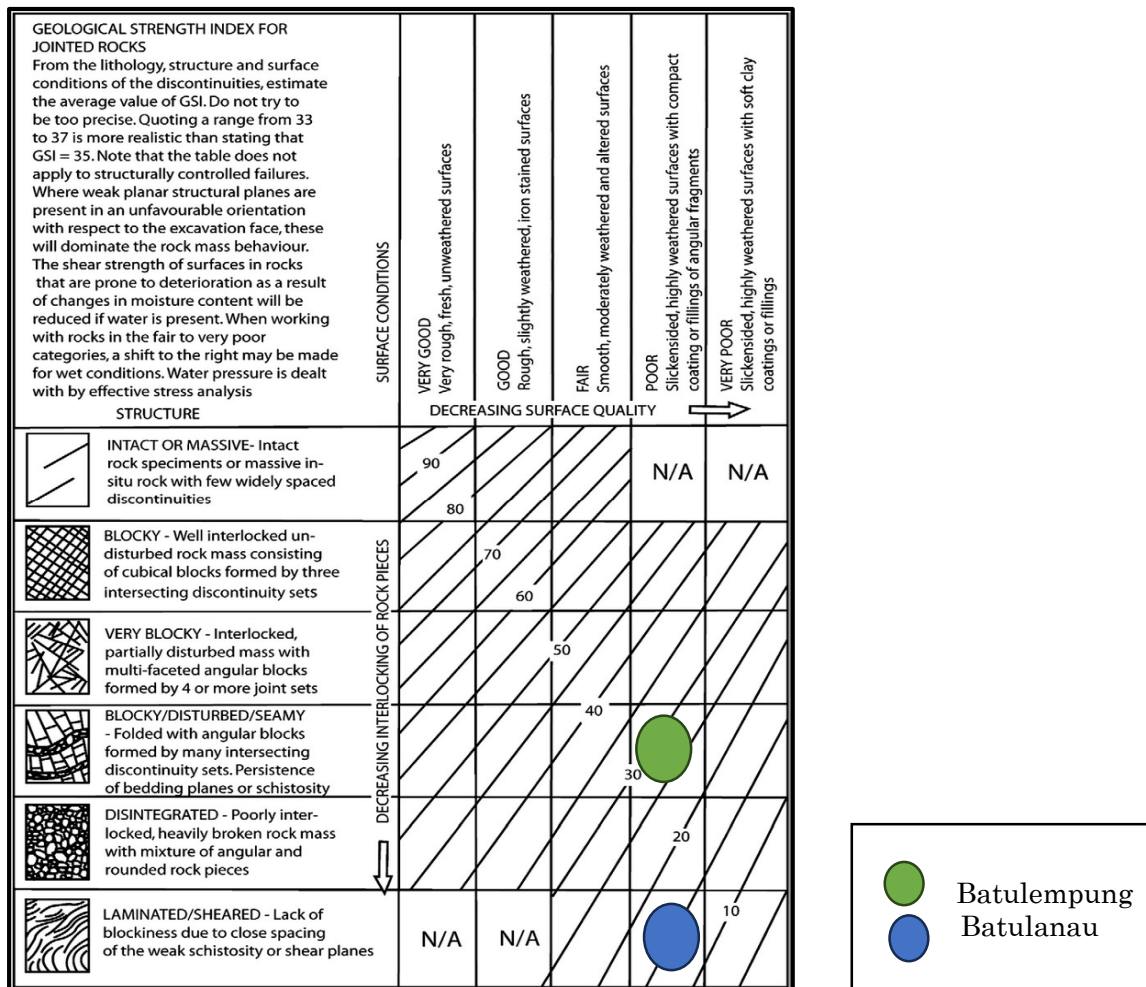 GEOLOGICAL STRENGTH INDEX FOR
JOINTED ROCKS
From the lithology, structure and surface
conditions of the discontinuities, estimate
the average value of GSI. Do not try to
be too precise. Quoting a range from 33
to 37 is more realistic than stating that
GSI = 35. Note that the table does not
apply to structurally controlled failures.
Where weak planar structural planes are
present in an unfavourable orientation
with respect to the excavation face, these
will dominate the rock mass behaviour.
The shear strength of surfaces in rocks
that are prone to deterioration as a result
of changes in moisture content will be
reduced if water is present. When working
with rocks in the fair to very poor
categories, a shift to the right may be made
for wet conditions. Water pressure is dealt
with by effective stress analysis
STRUCTURE
SURFACE CONDITIONS
VERY GOOD
Very rough, fresh, unweathered surfaces
GOOD
Rough, slightly weathered, iron stained surfaces
FAIR
Smooth, moderately weathered and altered surfaces
POOR
Slickensided, highly weathered surfaces with compact
coating or fillings of angular fragments
VERY POOR
Slickensided, highly weathered surfaces with soft clay
coatings or fillings
DECREASING SURFACE QUALITY
DECREASING INTERLOCKING OF ROCK PIECES
INTACT OR MASSIVE- Intact
rock speciments or massive in-
situ rock with few widely spaced
discontinuities
90
80
N/A
N/A
BLOCKY - Well interlocked un-
disturbed rock mass consisting
of cubical blocks formed by three
intersecting discontinuity sets
70
60
VERY BLOCKY - Interlocked,
partially disturbed mass with
multi-faceted angular blocks
formed by 4 or more joint sets
50
BLOCKY/DISTURBED/SEAMY
- Folded with angular blocks
formed by many intersecting
discontinuity sets. Persistence
of bedding planes or schistosity
40
30
DISINTEGRATED - Poorly inter-
locked, heavily broken rock mass
with mixture of angular and
rounded rock pieces
20
LAMINATED/SHEARED - Lack of
blockiness due to close spacing
of the weak schistosity or shear planes
N/A
N/A
10
Batulempung
Batulanau